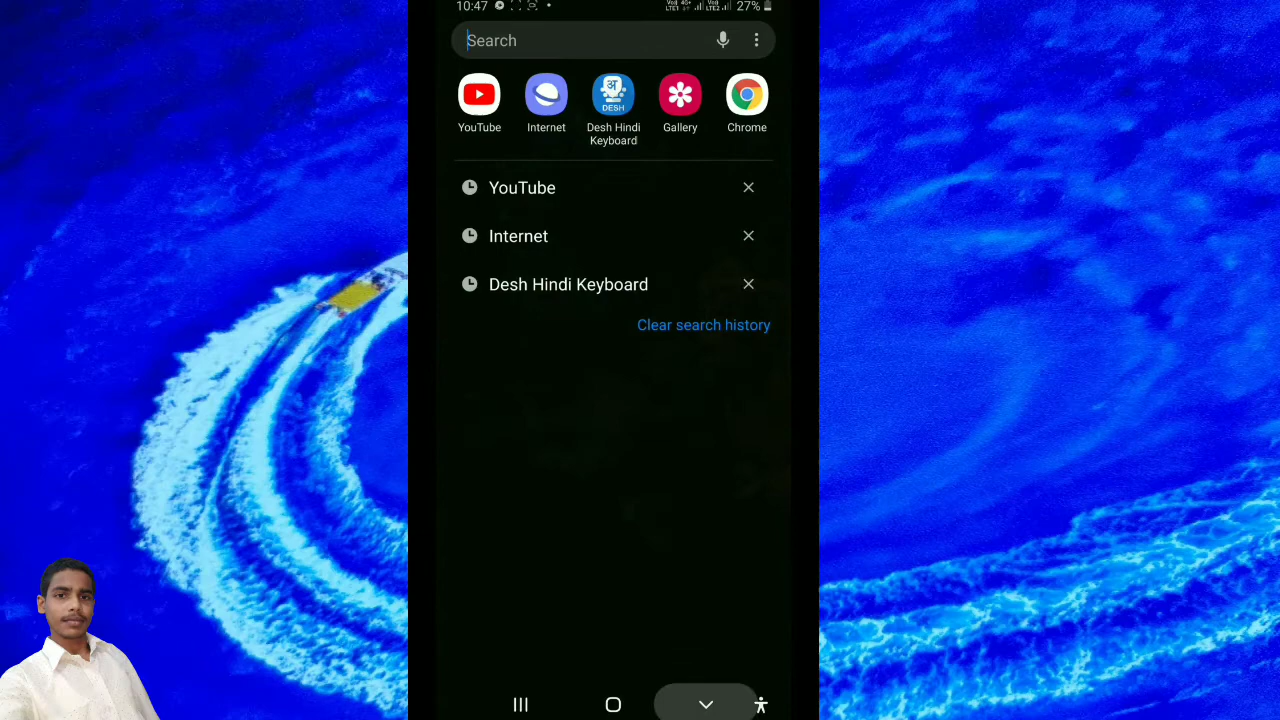 10:47
27%
Search
YouTube
Internet
अ
DESH
Desh Hindi
Keyboard
Gallery
Chrome
YouTube
Internet
Desh Hindi Keyboard
Clear search history